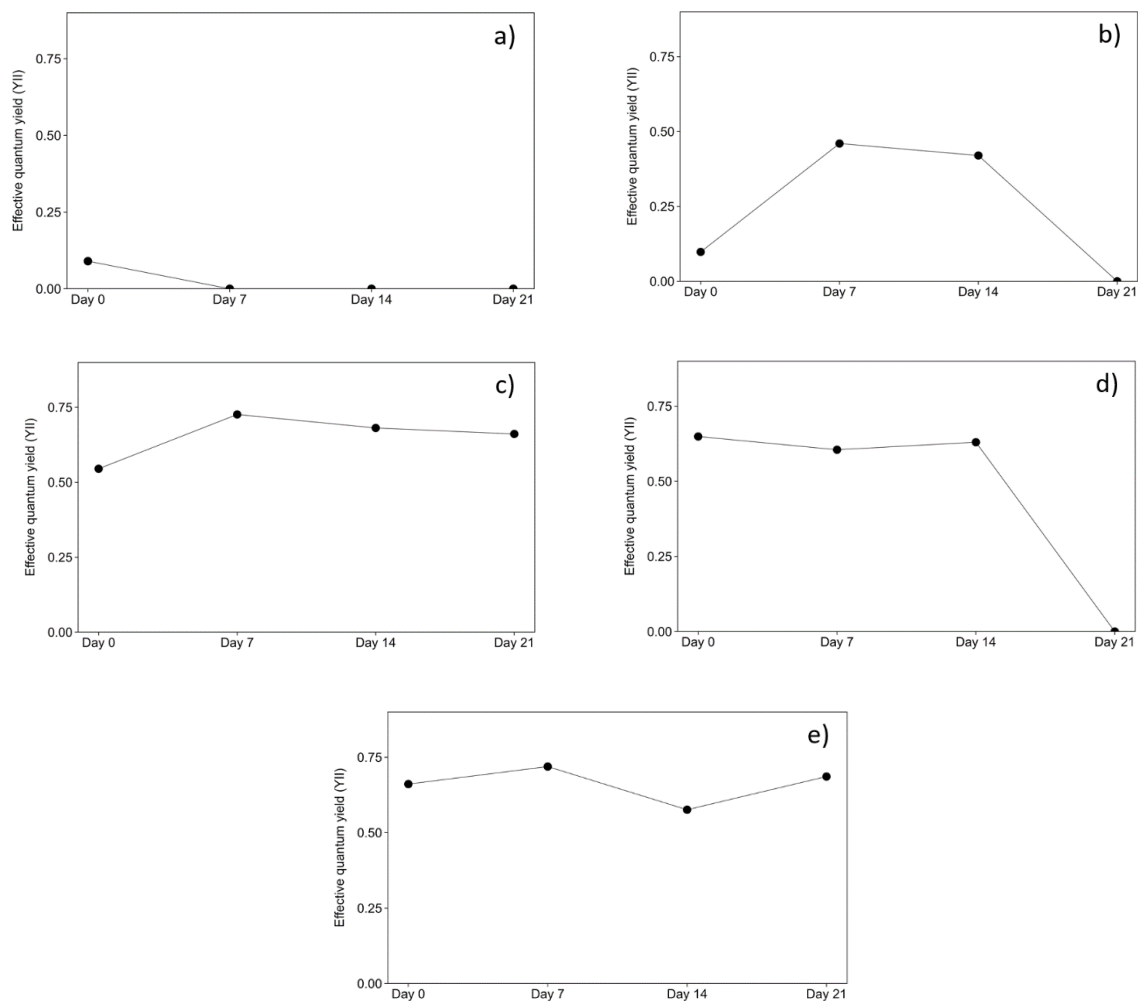 a)
Effective quantum yield (YII)
0.75
0.50
0.25
0.00
Day 0
Day 7
Day 14
Day 21
b)
Effective quantum yield (YII)
0.75
0.50
0.25
0.00
Day 0
Day 7
Day 14
Day 21
c)
Effective quantum yield (YII)
0.75
0.50
0.25
0.00
Day 0
Day 7
Day 14
Day 21
d)
Effective quantum yield (YII)
0.75
0.50
0.25
0.00
Day 0
Day 7
Day 14
Day 21
e)
Effective quantum yield (YII)
0.75
0.50
0.25
0.00
Day 0
Day 7
Day 14
Day 21